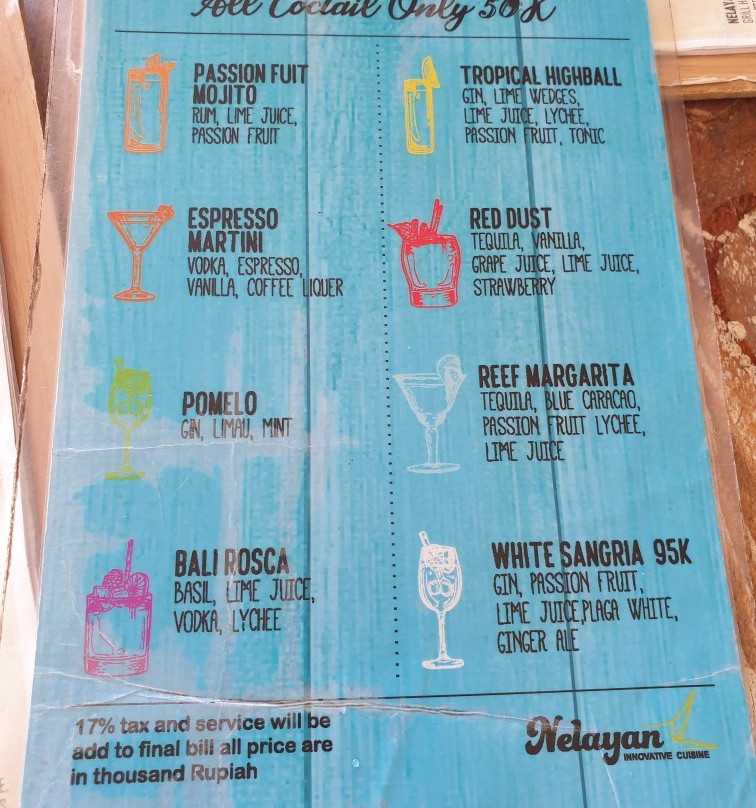 All Coctail Only 50K
PASSION FUIT
MOJITO
RUM, LIME JUICE,
PASSION FRUIT
ESPRESSO
MARTINI
VODKA, ESPRESSO,
VANILLA, COFFEE LIQUER
POMELO
GIN, LIMAU, MINT
BALI ROSCA
BASIL, LIME JUICE,
VODKA, LYCHEE
TROPICAL HIGHBALL
GIN, LIME WEDGES,
LIME JUICE, LYCHEE,
PASSION FRUIT, TONIC
RED DUST
TEQUILA, VANILLA,
GRAPE JUICE, LIME JUICE,
STRAWBERRY
REEF MARGARITA
TEQUILA, BLUE CARACAO,
PASSION FRUIT LYCHEE,
LIME JUICE
WHITE SANGRIA 95K
GIN, PASSION FRUIT,
LIME JUICE,PLAGA WHITE,
GINGER ALE
17% tax and service will be
add to final bill all price are
in thousand Rupiah
Nelayan
INNOVATIVE CUISINE